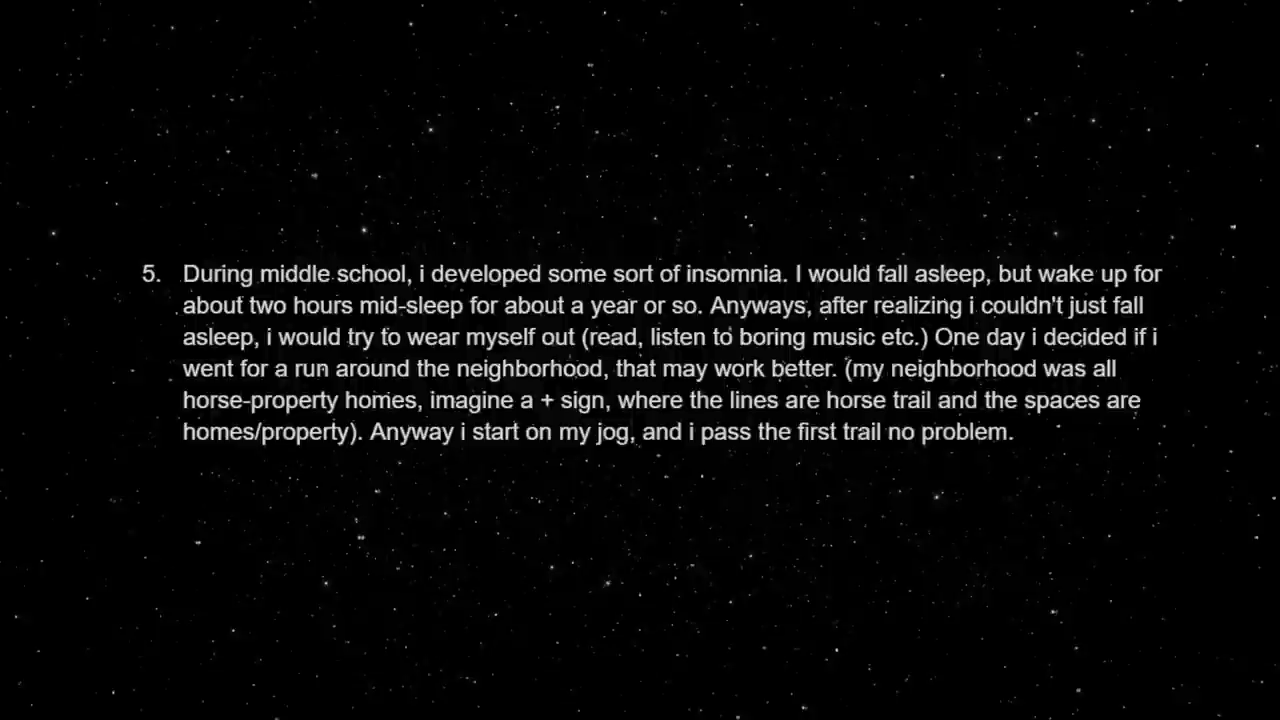 5. During middle school, i developed some sort of insomnia. I would fall asleep, but wake up for
about two hours mid-sleep for about a year or so. Anyways, after realizing i couldn't just fall
asleep, i would try to wear myself out (read, listen to boring music etc.) One day i decided if i
went for a run around the neighborhood, that may work better. (my neighborhood was all
horse-property homes, imagine a + sign, where the lines are horse trail and the spaces are
homes/property). Anyway i start on my jog, and i pass the first trail no problem.